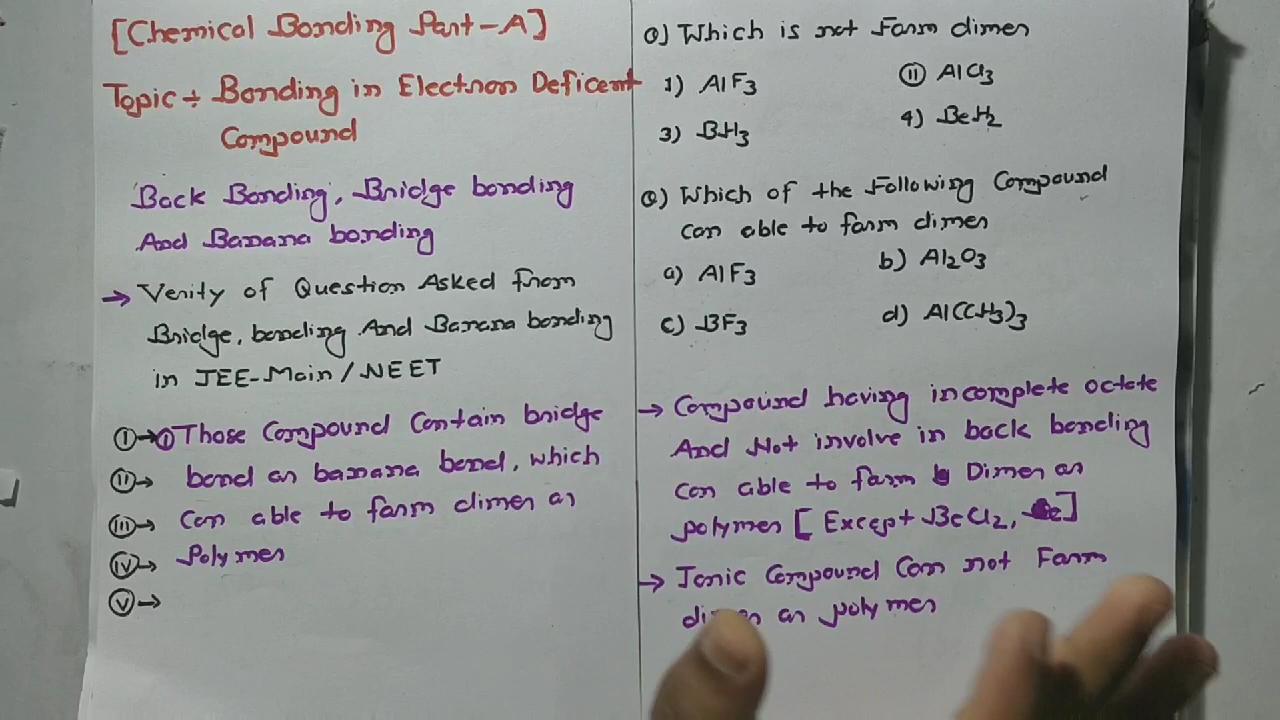 [Chemical Bonding Part-A]
Topic ÷ Bonding in Electron Deficent
Compound
Back Bonding, Bridge bonding
And Banana bonding
→ Verity of Question Asked from
Bridge, bonding And Banana bonding
in JEE-Main/NEET
(I)→ (I) Those Compound Contain bridge
(II)→ bond or banana bond, which
(III)→ Can able to form dimer or
(IV)→ Polymer
(V)→
Q) Which is not Form dimer
1) AlF3
(II) AlCl3
3) BH3
4) BeH2
Q) Which of the Following Compound
can able to form dimer
a) AlF3
b) Al2O3
c) BF3
d) Al(CH3)3
→ Compound having incomplete octate
And Not involve in back bonding
can able to form Dimer or
polymer [Except BeCl2, ]
→ Ionic Compound Can not Form
dimer or polymer